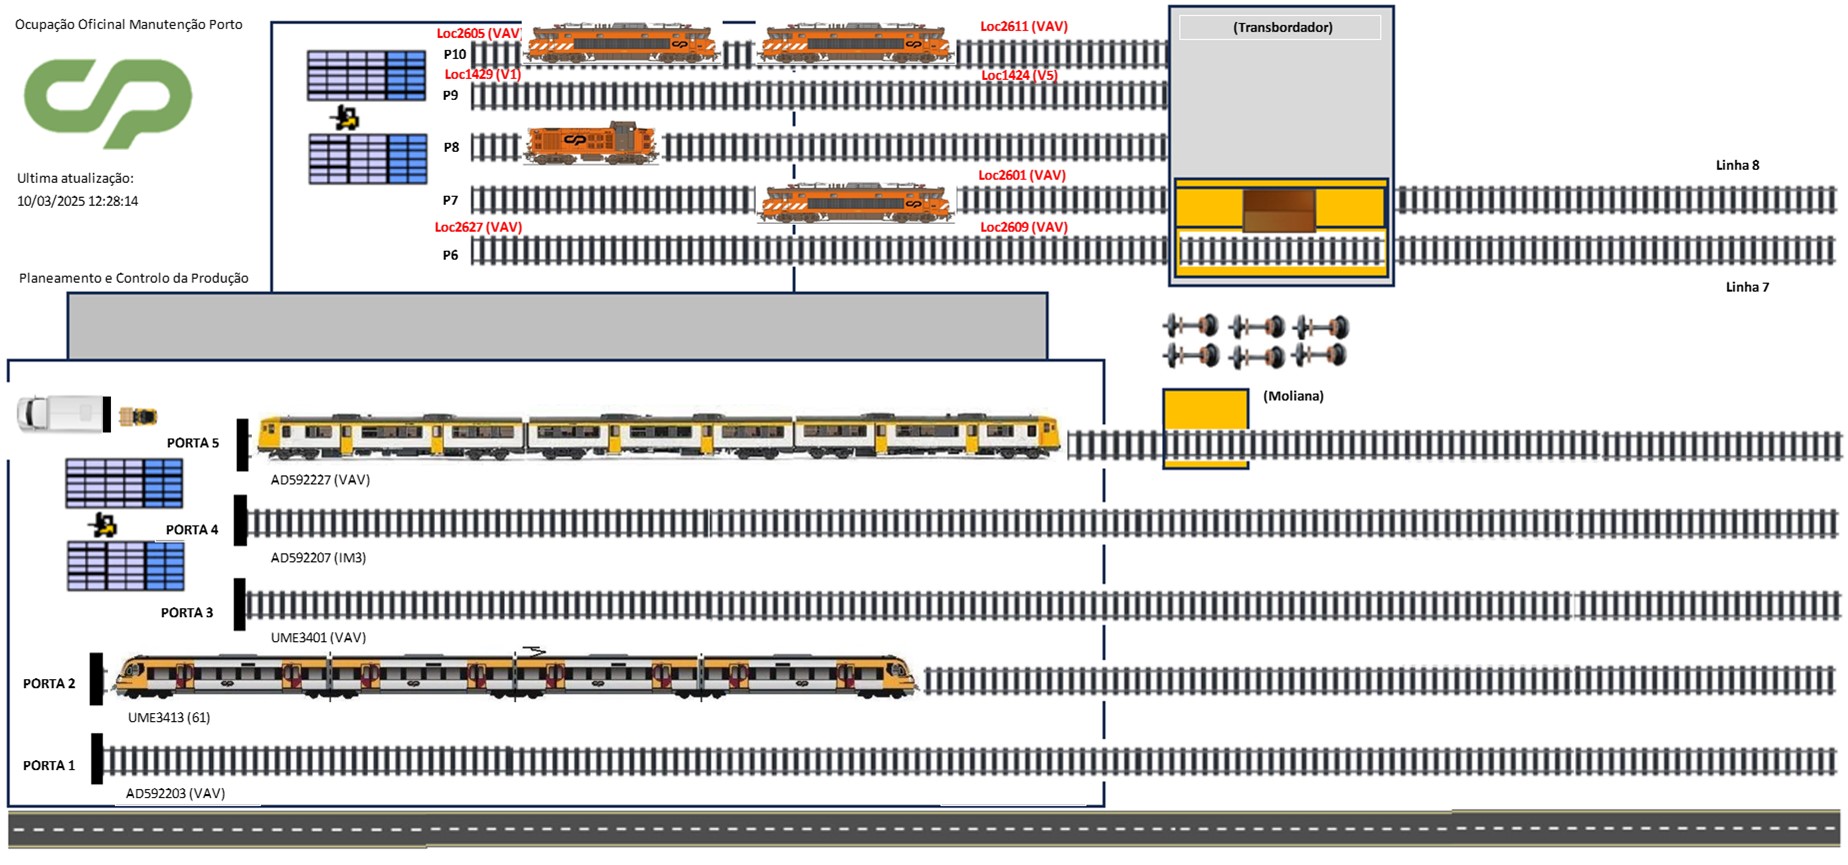 Ocupação Oficinal Manutenção Porto
Ultima atualização:
10/03/2025 12:28:14
Planeamento e Controlo da Produção
Loc2605 (VAV)
Loc2611 (VAV)
P10
Loc1429 (V1)
Loc1424 (V5)
P9
P8
Loc2601 (VAV)
P7
Loc2627 (VAV)
Loc2609 (VAV)
P6
(Transbordador)
Linha 8
Linha 7
(Moliana)
PORTA 5
AD592227 (VAV)
PORTA 4
AD592207 (IM3)
PORTA 3
UME3401 (VAV)
PORTA 2
UME3413 (61)
PORTA 1
AD592203 (VAV)